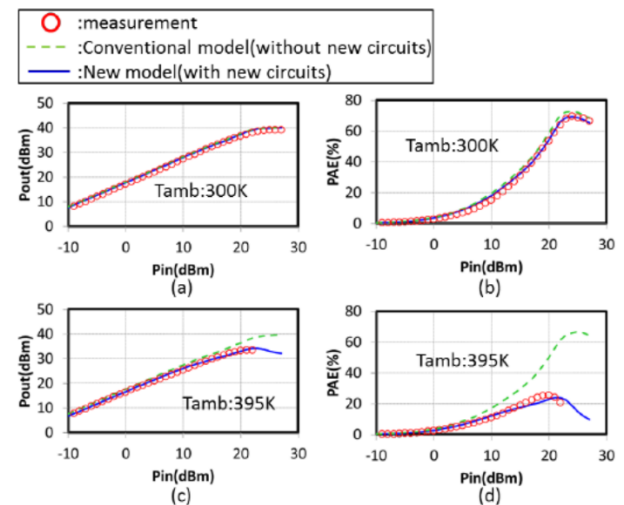 :measurement
:Conventional model(without new circuits)
:New model(with new circuits)
50
40
30
20
10
0
Pout(dBm)
Tamb:300K
-10
0
10
20
30
Pin(dBm)
(a)
80
60
40
20
0
PAE(%)
Tamb:300K
-10
0
10
20
30
Pin(dBm)
(b)
50
40
30
20
10
0
Pout(dBm)
Tamb:395K
-10
0
10
20
30
Pin(dBm)
(c)
80
60
40
20
0
PAE(%)
Tamb:395K
-10
0
10
20
30
Pin(dBm)
(d)